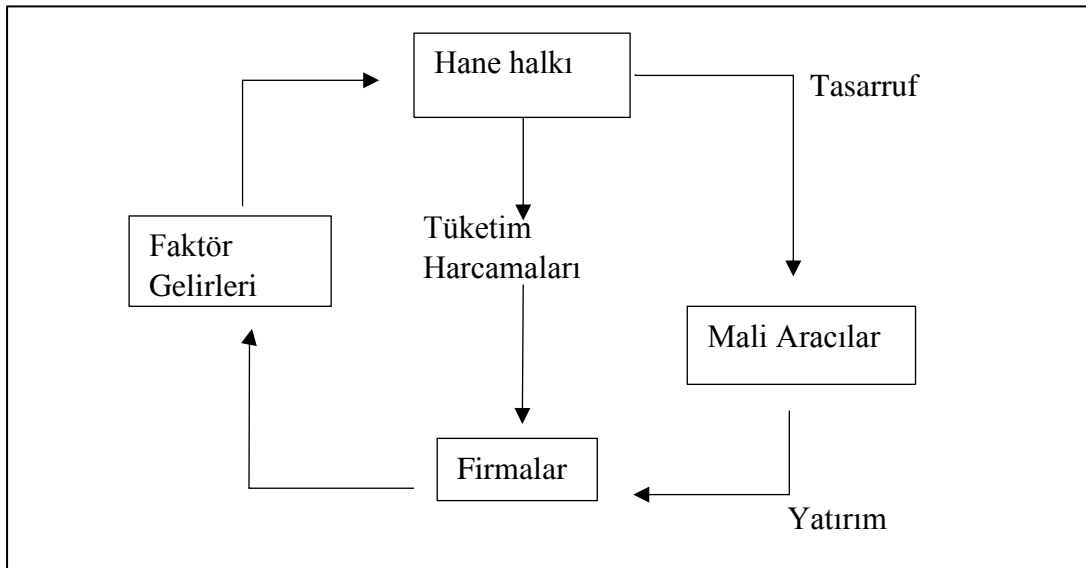 Hane halkı
Tasarruf
Tüketim
Harcamaları
Faktör
Gelirleri
Mali Aracılar
Firmalar
Yatırım